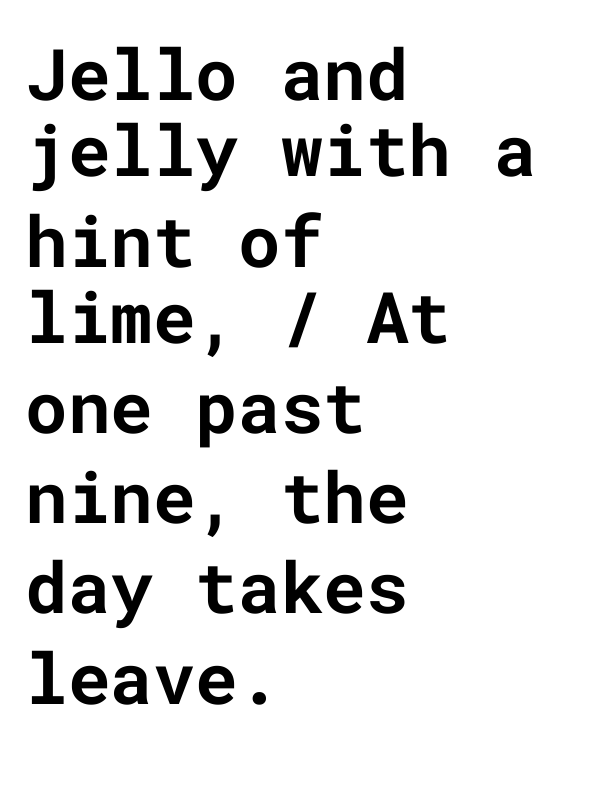 Jello and
jelly with a
hint of
lime, / At
one past
nine, the
day takes
leave.